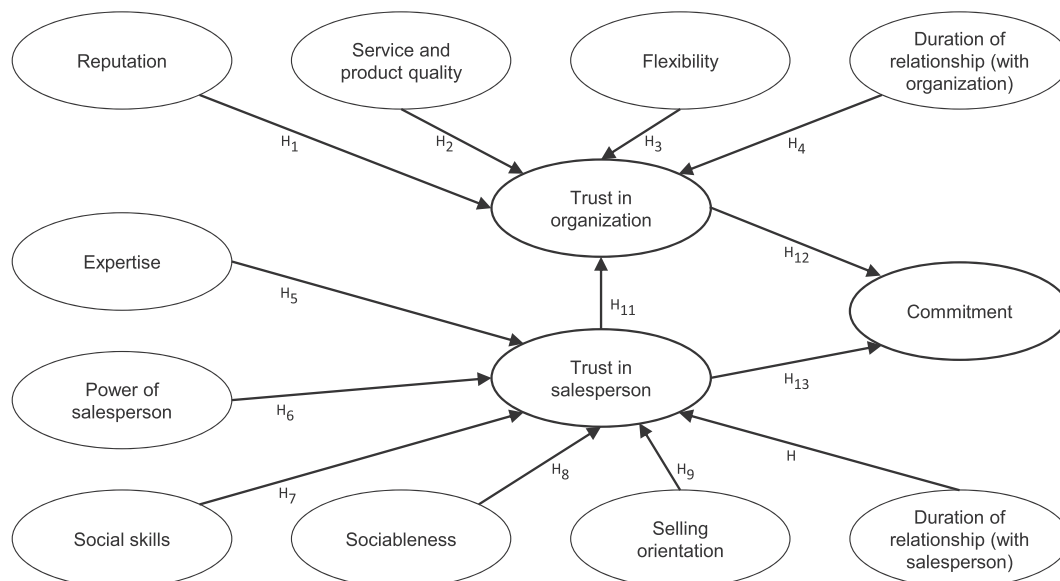 Reputation
Service and
product quality
Flexibility
Duration of
relationship (with
organization)
H1
H2
H3
H4
Trust in
organization
Expertise
H5
H11
H12
Commitment
Power of
salesperson
H6
Trust in
salesperson
H13
H7
H8
H9
H
Social skills
Sociableness
Selling
orientation
Duration of
relationship (with
salesperson)